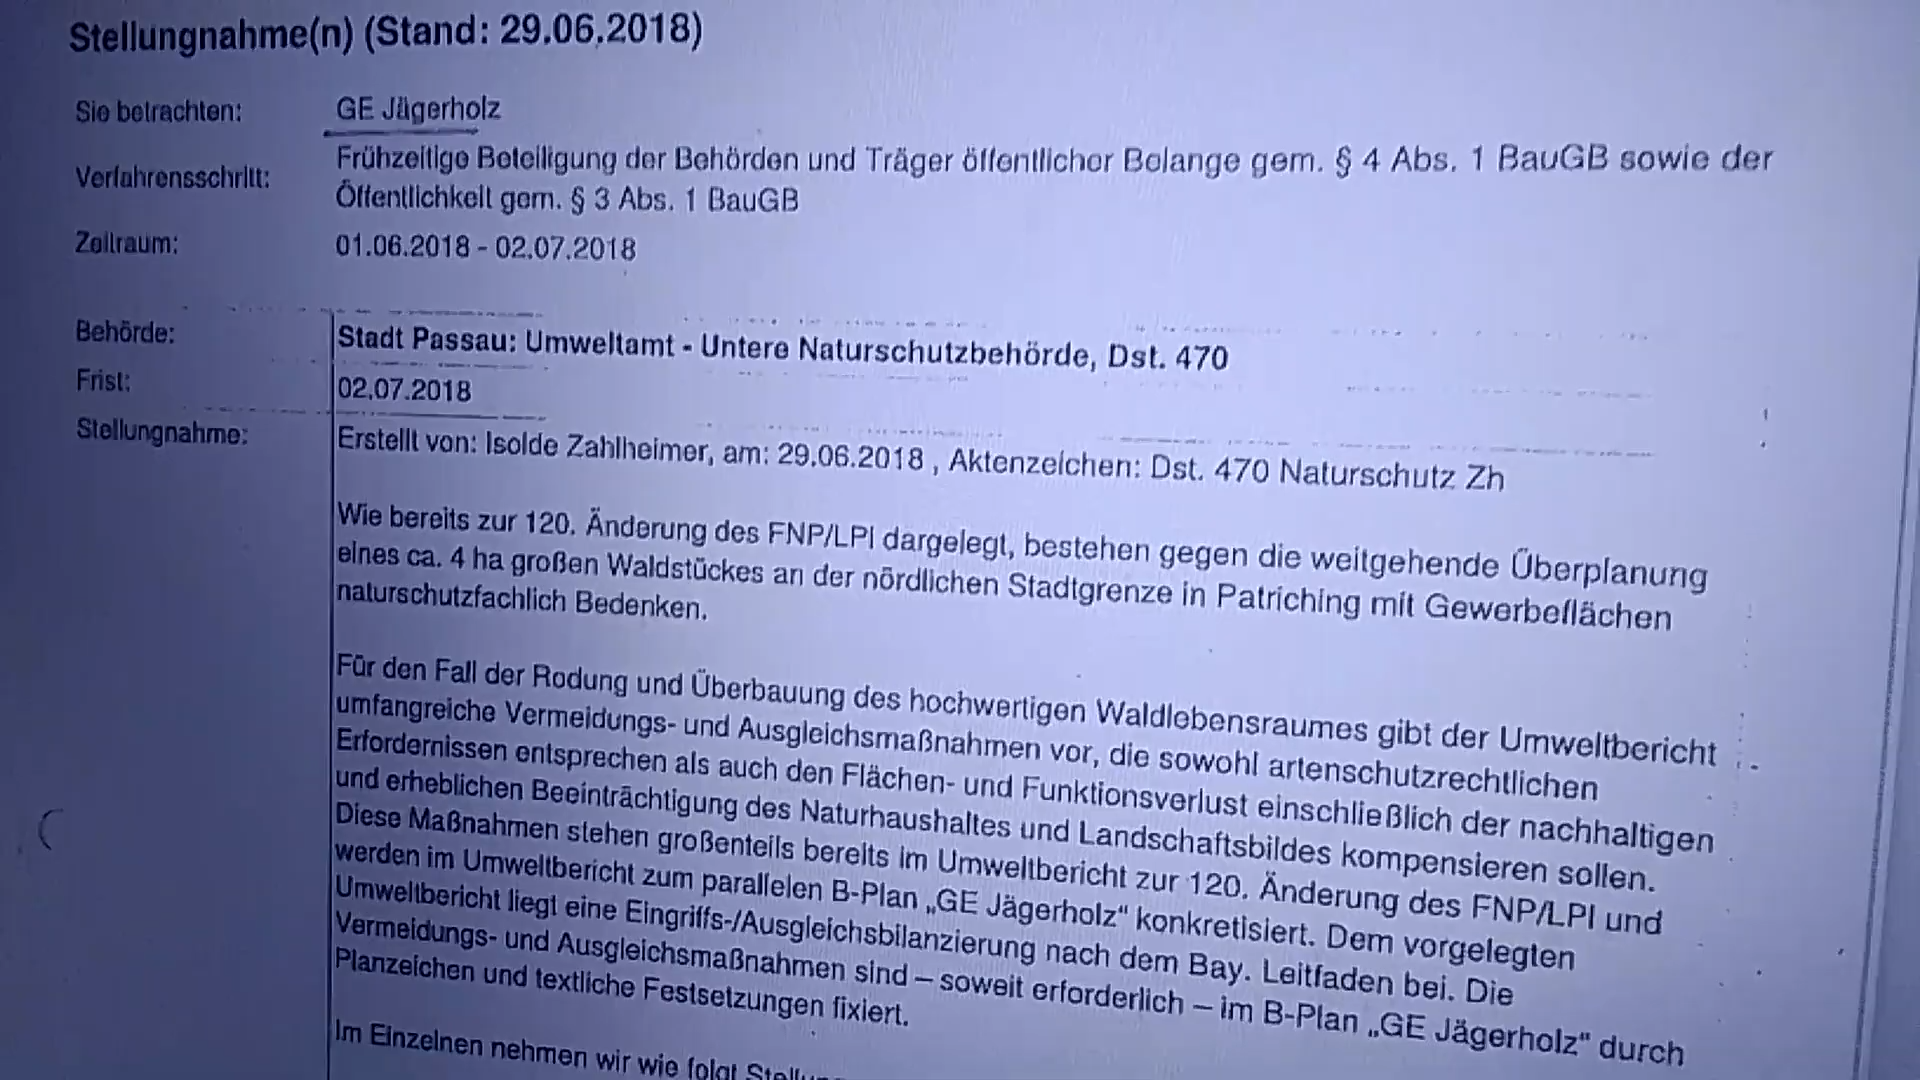 Stellungnahme(n) (Stand: 29.06.2018)
Sie betrachten: GE Jägerholz
Verfahrensschritt: Frühzeitige Beteiligung der Behörden und Träger öffentlicher Belange gem. § 4 Abs. 1 BauGB sowie der
Öffentlichkeit gem. § 3 Abs. 1 BauGB
Zeitraum: 01.06.2018 - 02.07.2018
Behörde: Stadt Passau: Umweltamt - Untere Naturschutzbehörde, Dst. 470
Frist: 02.07.2018
Stellungnahme: Erstellt von: Isolde Zahlheimer, am: 29.06.2018 , Aktenzeichen: Dst. 470 Naturschutz Zh
Wie bereits zur 120. Änderung des FNP/LPl dargelegt, bestehen gegen die weitgehende Überplanung
eines ca. 4 ha großen Waldstückes an der nördlichen Stadtgrenze in Patriching mit Gewerbeflächen
naturschutzfachlich Bedenken.
Für den Fall der Rodung und Überbauung des hochwertigen Waldlebensraumes gibt der Umweltbericht
umfangreiche Vermeidungs- und Ausgleichsmaßnahmen vor, die sowohl artenschutzrechtlichen
Erfordernissen entsprechen als auch den Flächen- und Funktionsverlust einschließlich der nachhaltigen
und erheblichen Beeinträchtigung des Naturhaushaltes und Landschaftsbildes kompensieren sollen.
Diese Maßnahmen stehen großenteils bereits im Umweltbericht zur 120. Änderung des FNP/LPl und
werden im Umweltbericht zum parallelen B-Plan „GE Jägerholz“ konkretisiert. Dem vorgelegten
Umweltbericht liegt eine Eingriffs-/Ausgleichsbilanzierung nach dem Bay. Leitfaden bei. Die
Vermeidungs- und Ausgleichsmaßnahmen sind – soweit erforderlich – im B-Plan „GE Jägerholz“ durch
Planzeichen und textliche Festsetzungen fixiert.
Im Einzelnen nehmen wir wie folgt